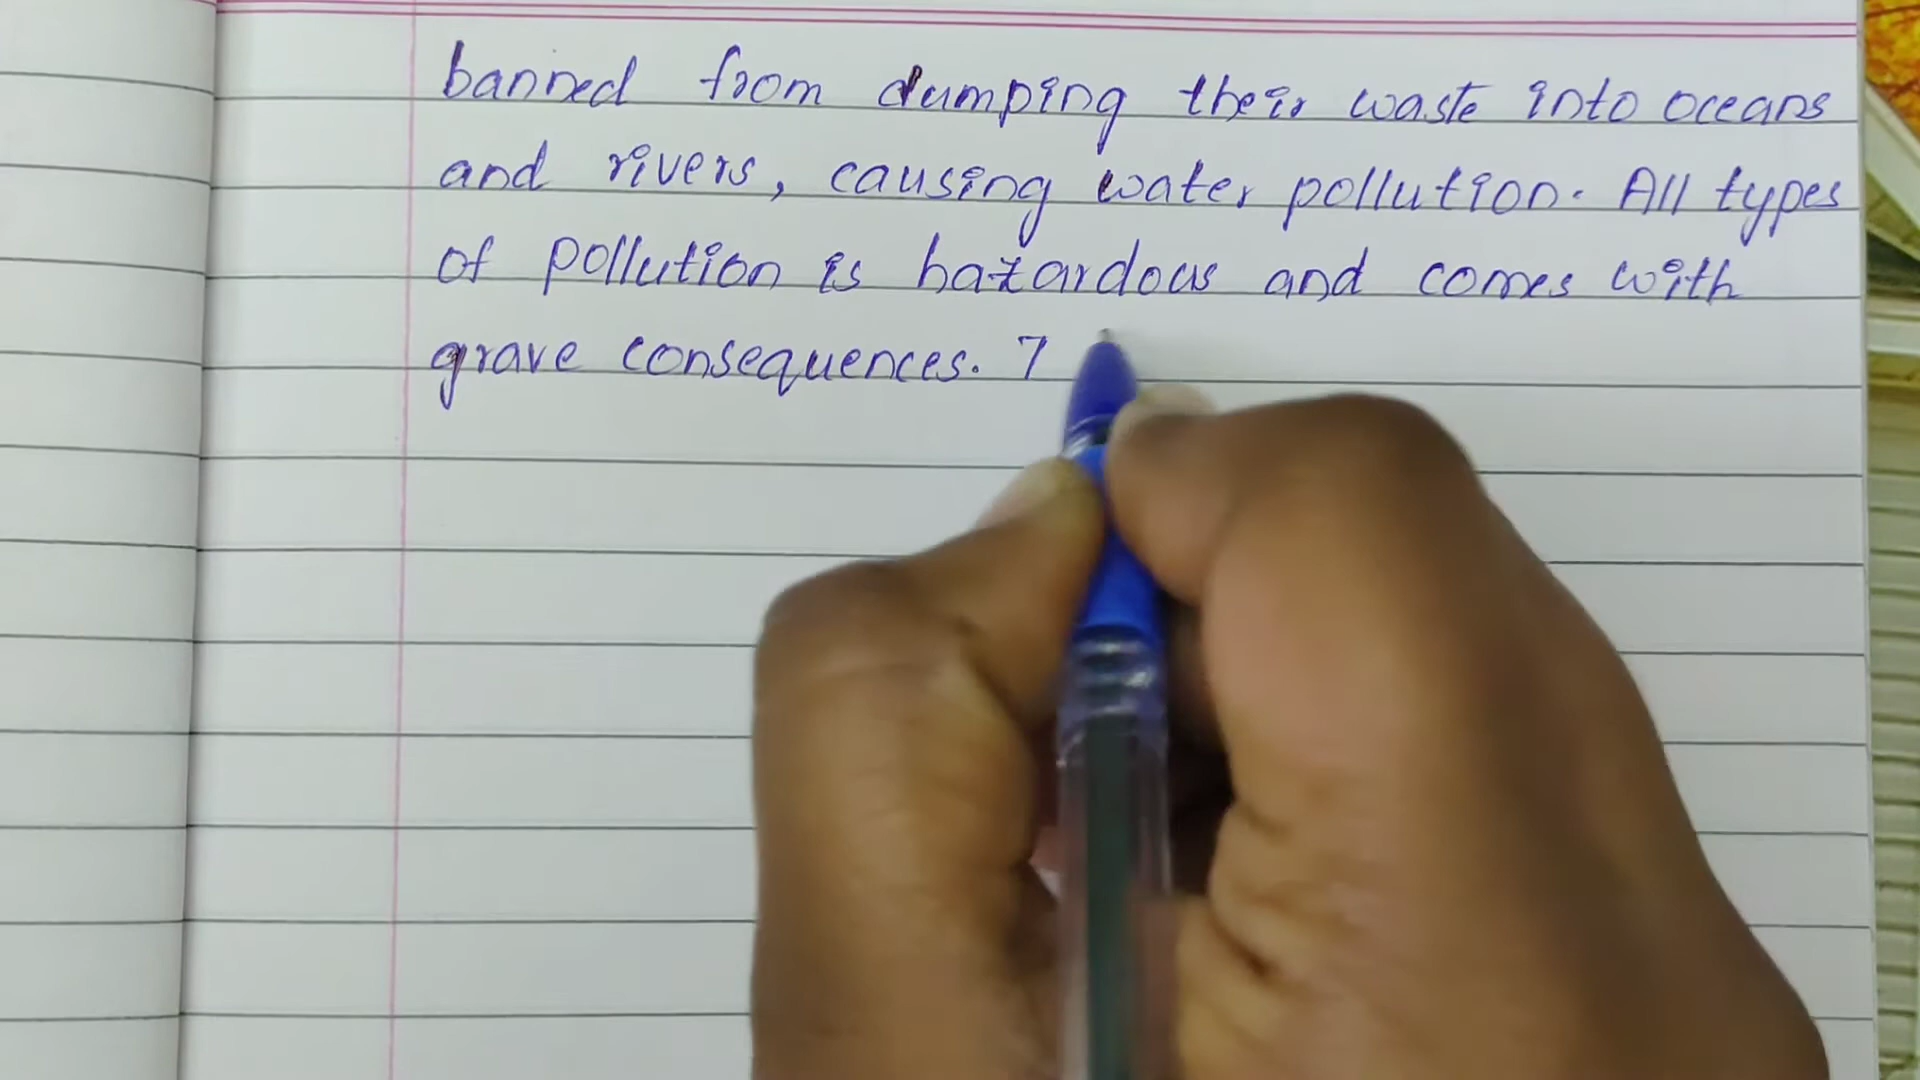 banned from dumping their waste into oceans
and rivers, causing water pollution. All types
of pollution is hazardous and comes with
grave consequences. T